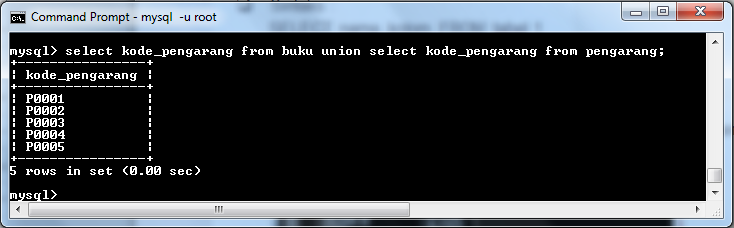 Command Prompt - mysql -u root
mysql> select kode_pengarang from buku union select kode_pengarang from pengarang;
+----------------+
| kode_pengarang |
+----------------+
| P0001          |
| P0002          |
| P0003          |
| P0004          |
| P0005          |
+----------------+
5 rows in set (0.00 sec)
mysql>